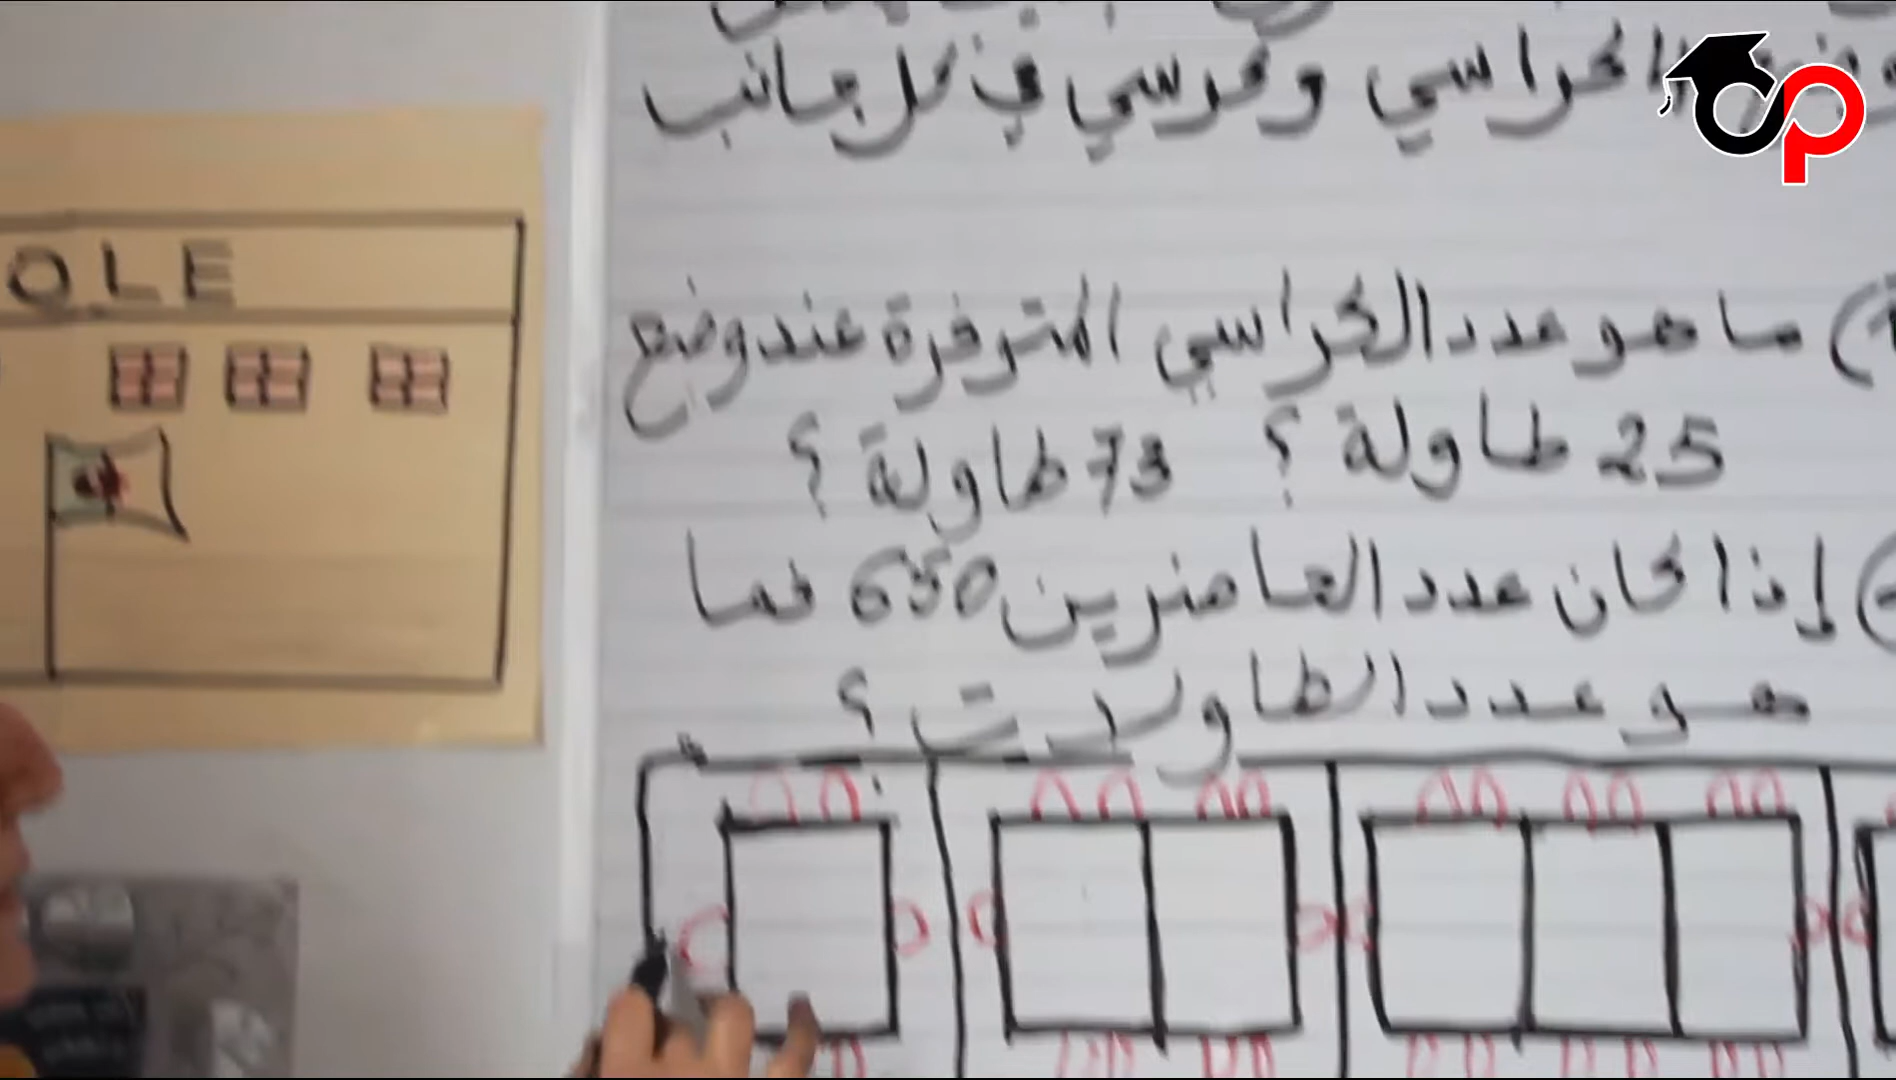 الكراسي وكرسي في كل جانب
ما هو عدد الكراسي المتوفرة عند وضع
25 طاولة ؟ 73 طاولة ؟
إذا كان عدد الحاضرين 650 فما
هو عدد الطاولات ؟
OLE